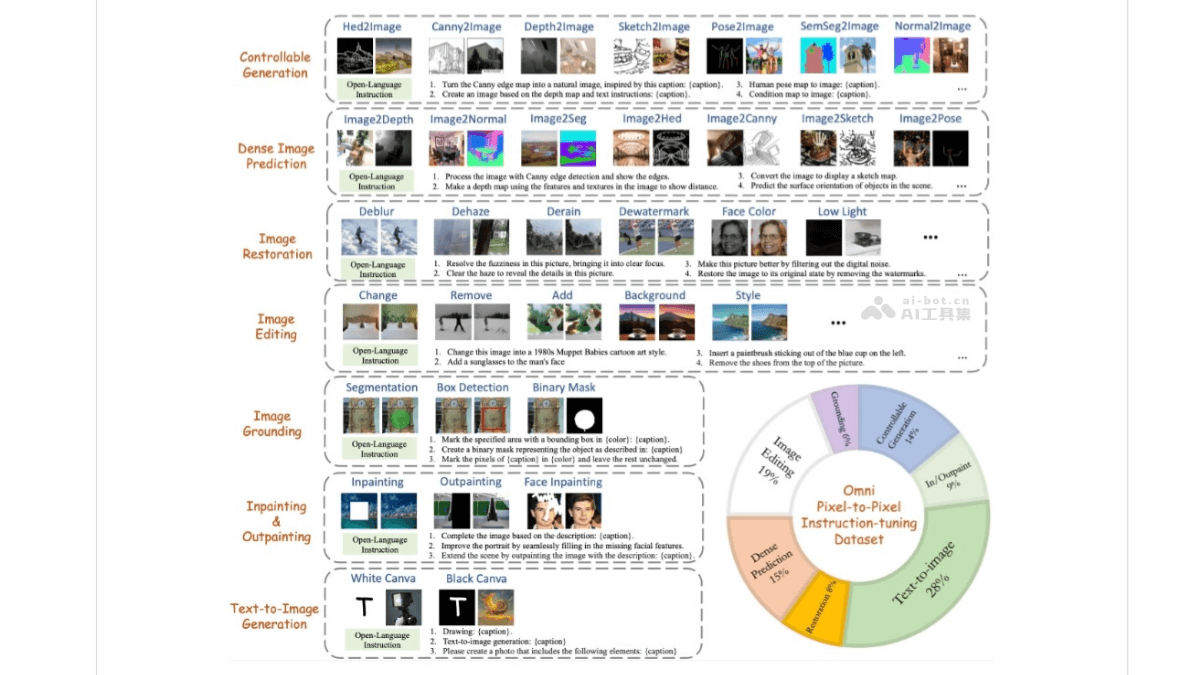 Controllable
Generation
Hed2Image Canny2Image Depth2Image Sketch2Image Pose2Image SemSeg2Image Normal2Image
Open-Language
Instruction
1. Turn the Canny edge map into a natural image, inspired by this caption: {caption}.
2. Create an image based on the depth map and text instructions: {caption}.
3. Human pose map to image: {caption}.
4. Condition map to image: {caption}.
...
Dense Image
Prediction
Image2Depth Image2Normal Image2Seg Image2Hed Image2Canny Image2Sketch Image2Pose
Open-Language
Instruction
1. Process the image with Canny edge detection and show the edges.
2. Make a depth map using the features and textures in the image to show distance.
3. Convert the image to display a sketch map.
4. Predict the surface orientation of objects in the scene.
...
Image
Restoration
Deblur Dehaze Derain Dewatermark Face Color Low Light
...
Open-Language
Instruction
1. Resolve the fuzziness in this picture, bringing it into clear focus.
2. Clear the haze to reveal the details in this picture.
3. Make this picture better by filtering out the digital noise.
4. Restore the image to its original state by removing the watermarks.
...
Image
Editing
Change Remove Add Background Style
...
ai-bot.cn
AI工具集
Open-Language
Instruction
1. Change this image into a 1980s Muppet Babies cartoon art style.
2. Add a sunglasses to the man's face
3. Insert a paintbrush sticking out of the blue cup on the left.
4. Remove the shoes from the top of the picture.
...
Image
Grounding
Segmentation Box Detection Binary Mask
Open-Language
Instruction
1. Mark the specified area with a bounding box in {color}: {caption}.
2. Create a binary mask representing the object as described in: {caption}
3. Mark the pixels of {caption} in {color} and leave the rest unchanged.
Inpainting
&
Outpainting
Inpainting Outpainting Face Inpainting
Open-Language
Instruction
1. Complete the image based on the description: {caption}.
2. Improve the portrait by seamlessly filling in the missing facial features.
3. Extend the scene by outpainting the image with the description: {caption}.
Text-to-Image
Generation
White Canva Black Canva
T
T
Open-Language
Instruction
1. Drawing: {caption}.
2. Text-to-image generation: {caption}
3. Please create a photo that includes the following elements: {caption}
Omni
Pixel-to-Pixel
Instruction-tuning
Dataset
Grounding 6%
Controllable
Generation
14%
In/Outpaint
9%
Text-to-image
28%
Restoration 8%
Dense
Prediction
15%
Image
Editing
19%